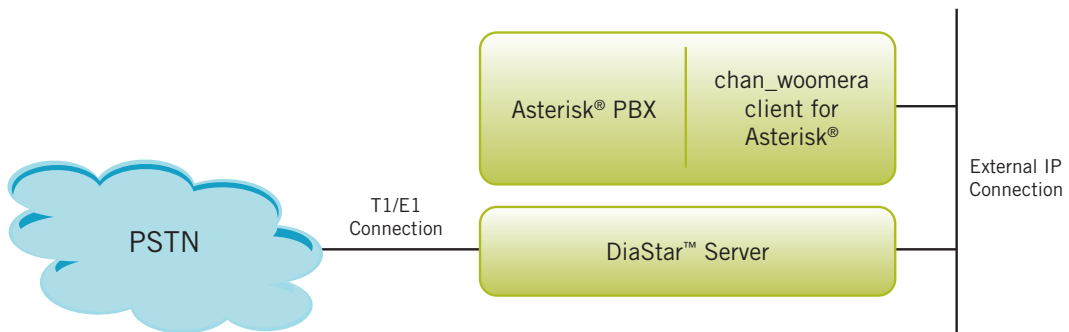 Asterisk® PBX
chan_woomera
client for
Asterisk®
External IP
Connection
T1/E1
Connection
PSTN
DiaStar™ Server